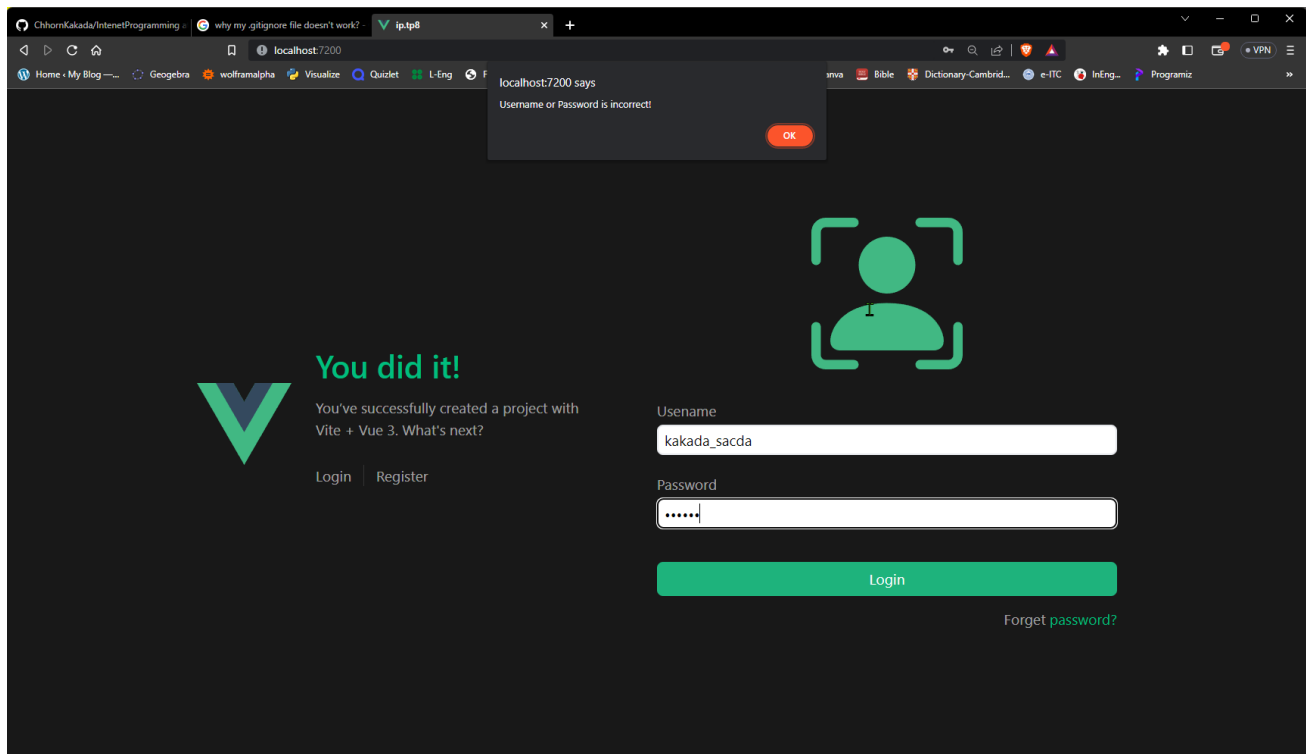 ChhornKakada/IntenetProgramming a
why my .gitignore file doesn't work? -
ip.tp8
localhost:7200
VPN
Home ‹ My Blog —...
Geogebra
wolframalpha
Visualize
Quizlet
L-Eng
F
anva
Bible
Dictionary-Cambrid...
e-ITC
InEng...
Programiz
»
localhost:7200 says
Username or Password is incorrect!
OK
You did it!
You've successfully created a project with
Vite + Vue 3. What's next?
Login
Register
Usename
kakada_sacda
Password
••••••
Login
Forget password?